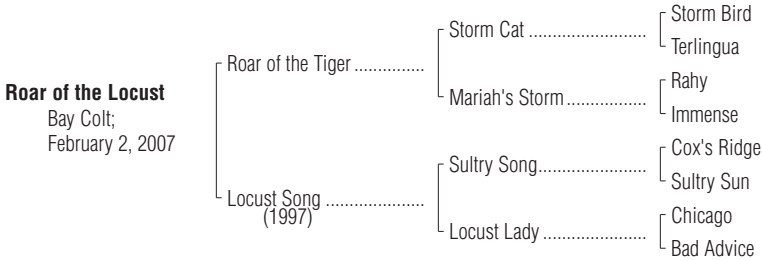 Storm Bird
Storm Cat ........................
Terlingua
Roar of the Tiger ..............
Rahy
Mariah's Storm ................
Immense
Roar of the Locust
Bay Colt;
February 2, 2007
Cox's Ridge
Sultry Song......................
Sultry Sun
Locust Song ....................
(1997)
Chicago
Locust Lady .....................
Bad Advice